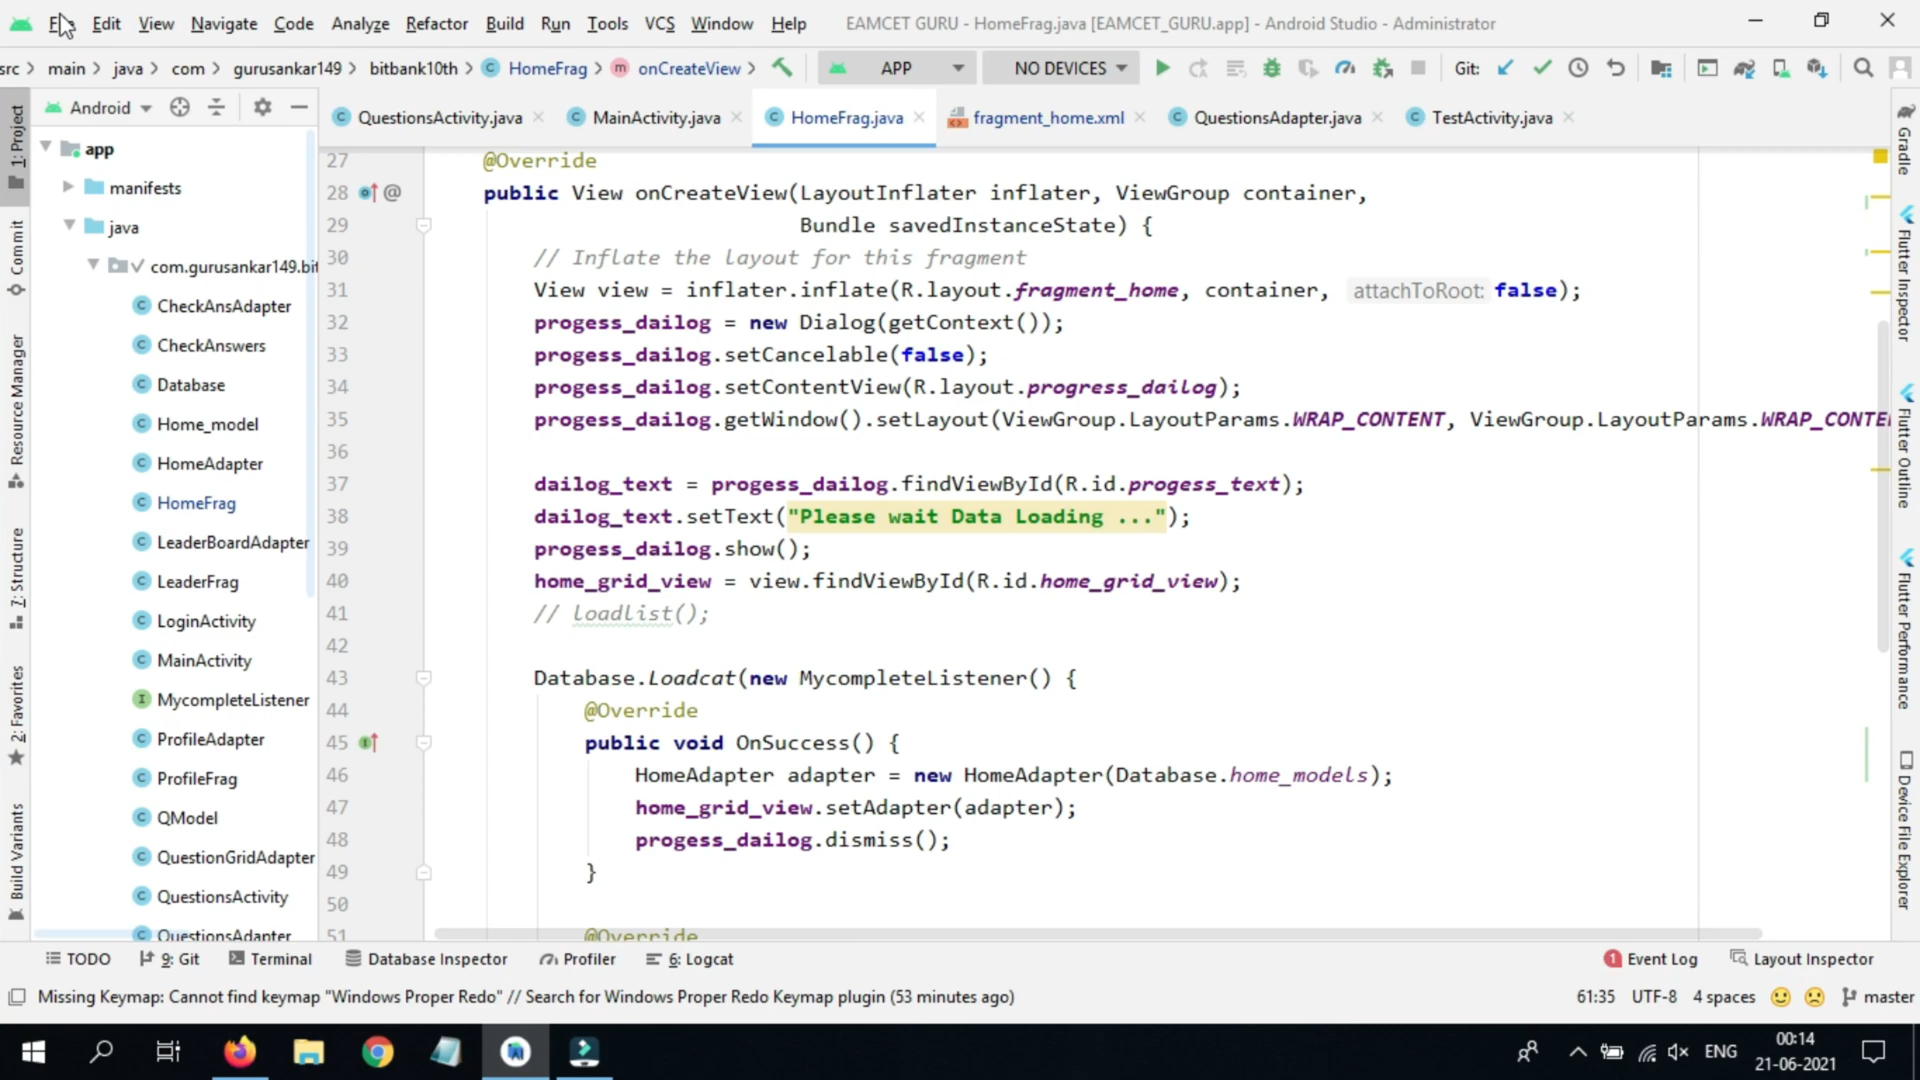 File Edit View Navigate Code Analyze Refactor Build Run Tools VCS Window Help EAMCET GURU - HomeFrag.java [EAMCET_GURU.app] - Android Studio - Administrator
src main java com gurusankar149 bitbank10th HomeFrag onCreateView APP NO DEVICES Git:
Android
QuestionsActivity.java MainActivity.java HomeFrag.java fragment_home.xml QuestionsAdapter.java TestActivity.java
1: Project
Commit
Resource Manager
7: Structure
2: Favorites
Build Variants
app
manifests
java
com.gurusankar149.bit
CheckAnsAdapter
CheckAnswers
Database
Home_model
HomeAdapter
HomeFrag
LeaderBoardAdapter
LeaderFrag
LoginActivity
MainActivity
MycompleteListener
ProfileAdapter
ProfileFrag
QModel
QuestionGridAdapter
QuestionsActivity
QuestionsAdapter
27 @Override
28 @ public View onCreateView(LayoutInflater inflater, ViewGroup container,
29 Bundle savedInstanceState) {
30 // Inflate the layout for this fragment
31 View view = inflater.inflate(R.layout.fragment_home, container, attachToRoot: false);
32 progess_dailog = new Dialog(getContext());
33 progess_dailog.setCancelable(false);
34 progess_dailog.setContentView(R.layout.progress_dailog);
35 progess_dailog.getWindow().setLayout(ViewGroup.LayoutParams.WRAP_CONTENT, ViewGroup.LayoutParams.WRAP_CONTE
36
37 dailog_text = progess_dailog.findViewById(R.id.progess_text);
38 dailog_text.setText("Please wait Data Loading ...");
39 progess_dailog.show();
40 home_grid_view = view.findViewById(R.id.home_grid_view);
41 // loadlist();
42
43 Database.Loadcat(new MycompleteListener() {
44 @Override
45 public void OnSuccess() {
46 HomeAdapter adapter = new HomeAdapter(Database.home_models);
47 home_grid_view.setAdapter(adapter);
48 progess_dailog.dismiss();
49 }
50
51 @Override
Gradle
Flutter Inspector
Flutter Outline
Flutter Performance
Device File Explorer
TODO 9: Git Terminal Database Inspector Profiler 6: Logcat 1 Event Log Layout Inspector
Missing Keymap: Cannot find keymap "Windows Proper Redo" // Search for Windows Proper Redo Keymap plugin (53 minutes ago) 61:35 UTF-8 4 spaces master
ENG 00:14
21-06-2021